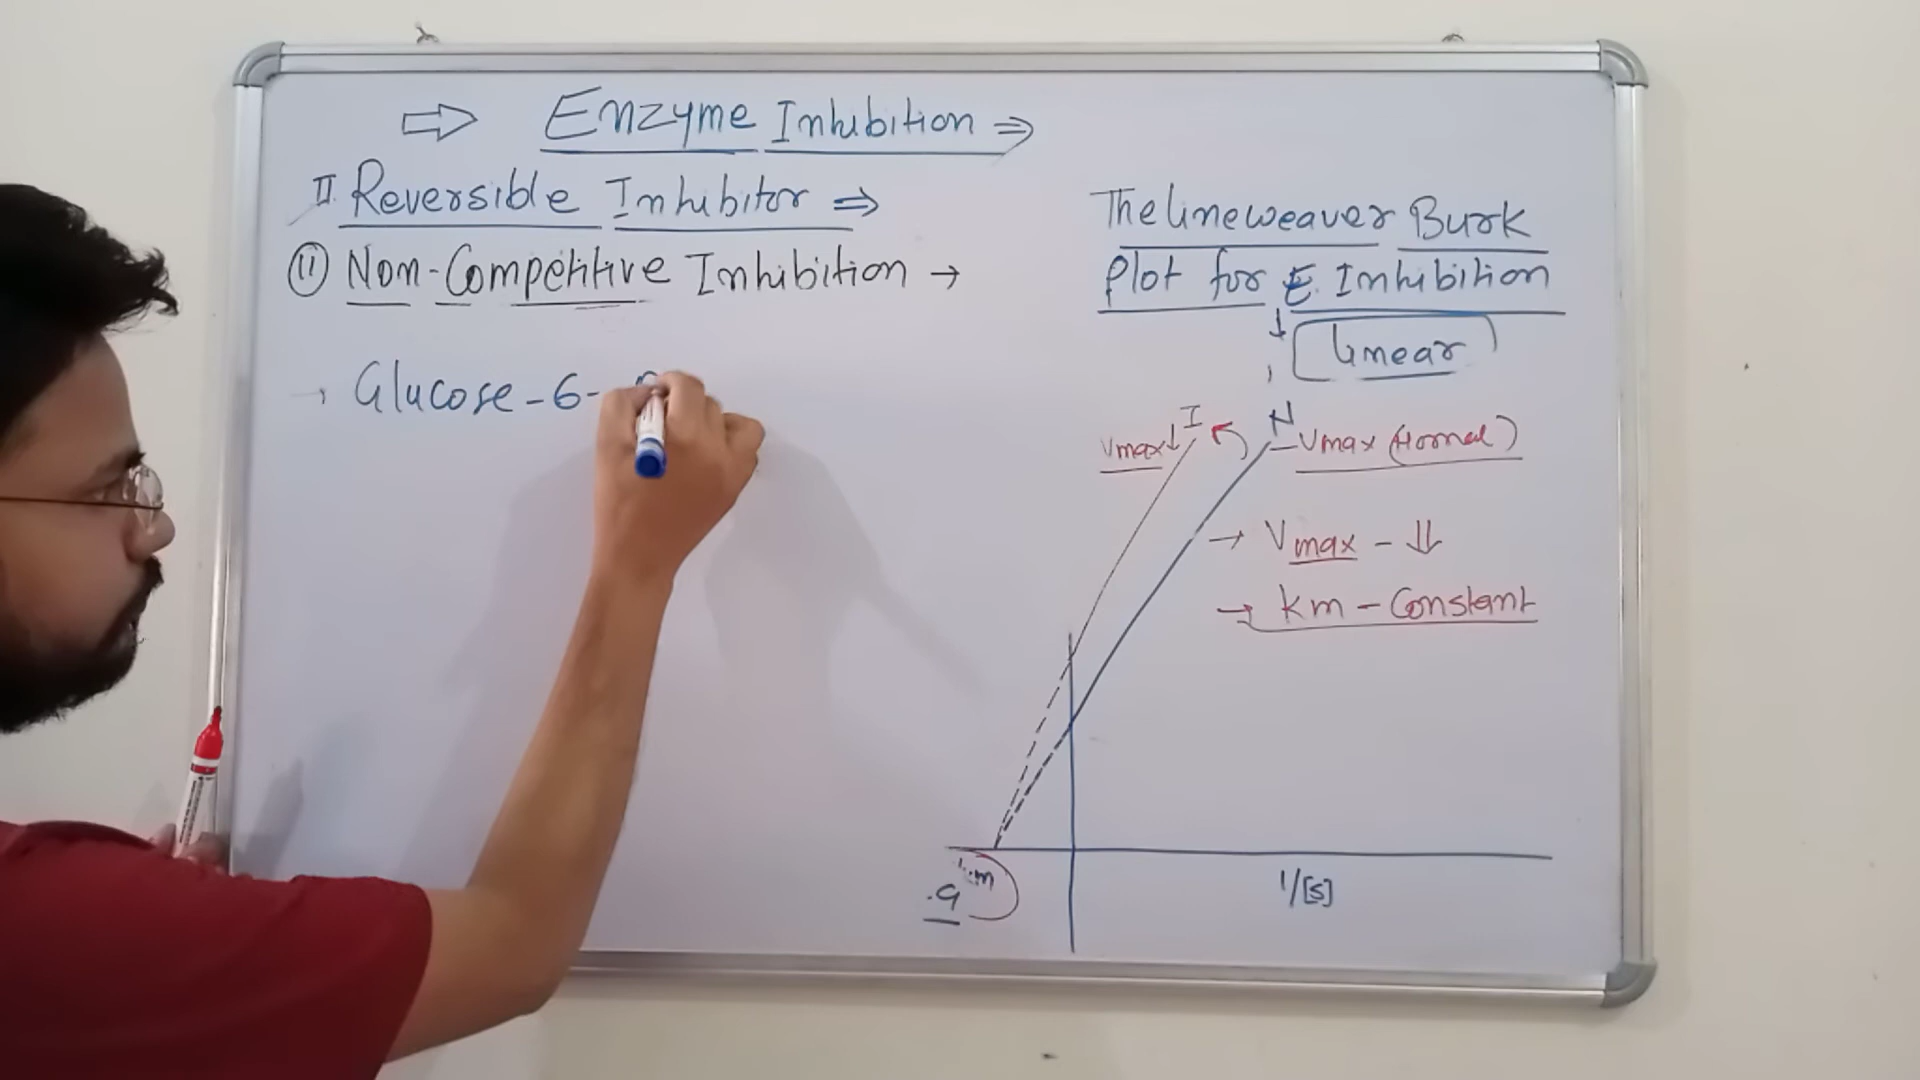 ⇒ Enzyme Inhibition ⇒
II Reversible Inhibitor ⇒
(ii) Non-Competitive Inhibition →
→ Glucose-6-
The lineweaver Burk
Plot for E. Inhibition
↓ linear
Vmax↓ I N - Vmax (Normal)
→ Vmax - ⇓
→ Km - Constant
1/[S]